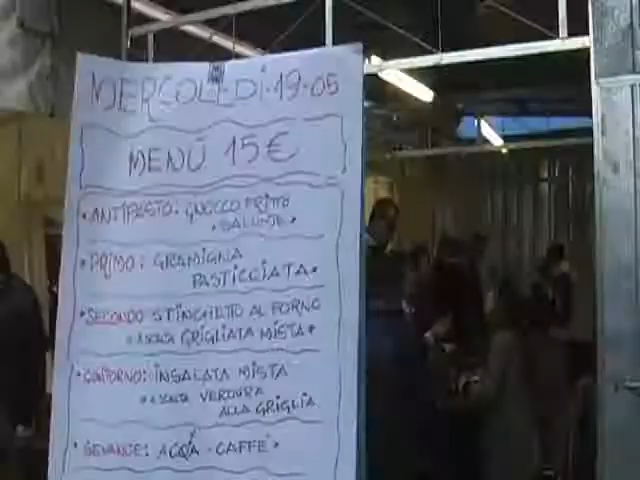 MERCOLEDÌ·19-05
MENÙ 15€
•ANTIPASTO: GNOCCO FRITTO
+ SALUMI•
•PRIMO: GRAMIGNA
PASTICCIATA•
•SECONDO STINCHETTO AL FORNO
GRIGLIATA MISTA•
•CONTORNO: INSALATA MISTA
VERDURA
ALLA GRIGLIA
•BEVANDE: ACQUA - CAFFE'•